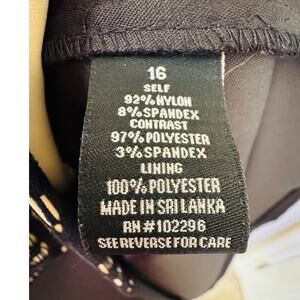 16
SELF
92% NYLON
8% SPANDEX
CONTRAST
97% POLYESTER
3% SPANDEX
LINING
100% POLYESTER
MADE IN SRI LANKA
RN #102296
SEE REVERSE FOR CARE